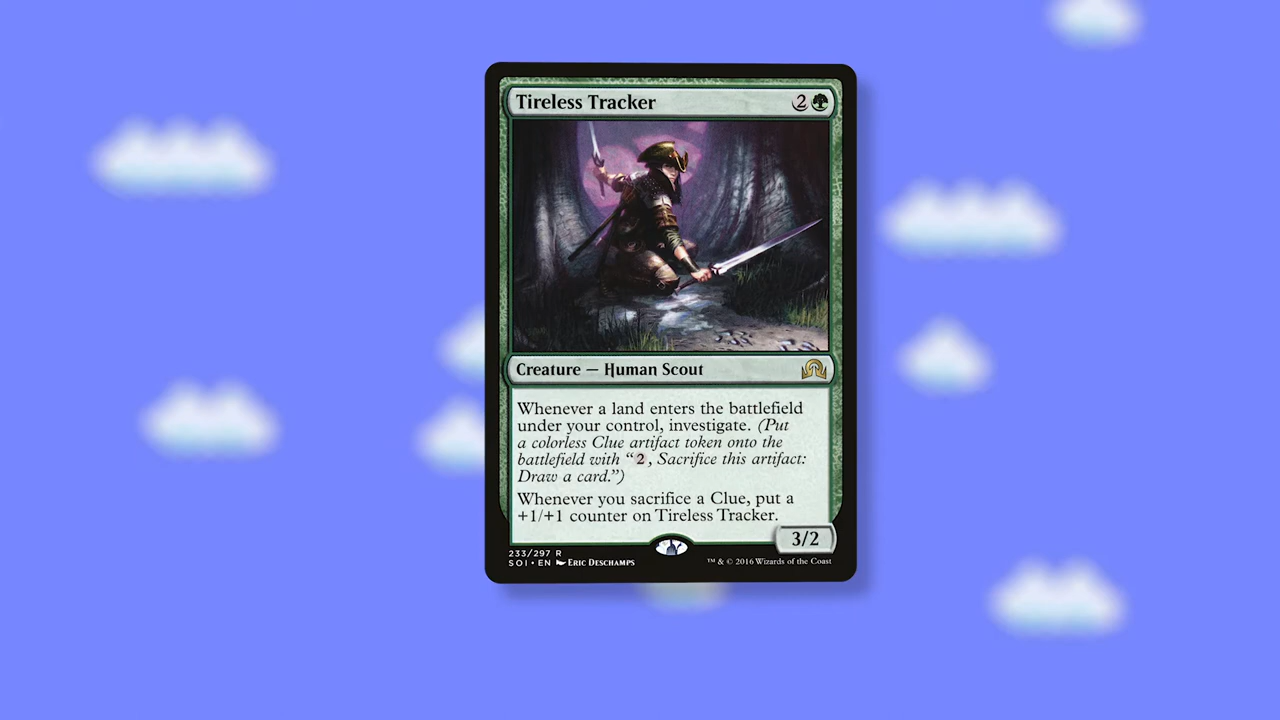 Tireless Tracker 2
Creature — Human Scout
Whenever a land enters the battlefield
under your control, investigate. (Put
a colorless Clue artifact token onto the
battlefield with “2, Sacrifice this artifact:
Draw a card.”)
Whenever you sacrifice a Clue, put a
+1/+1 counter on Tireless Tracker.
3/2
233/297 R
SOI • EN Eric Deschamps
™ & © 2016 Wizards of the Coast